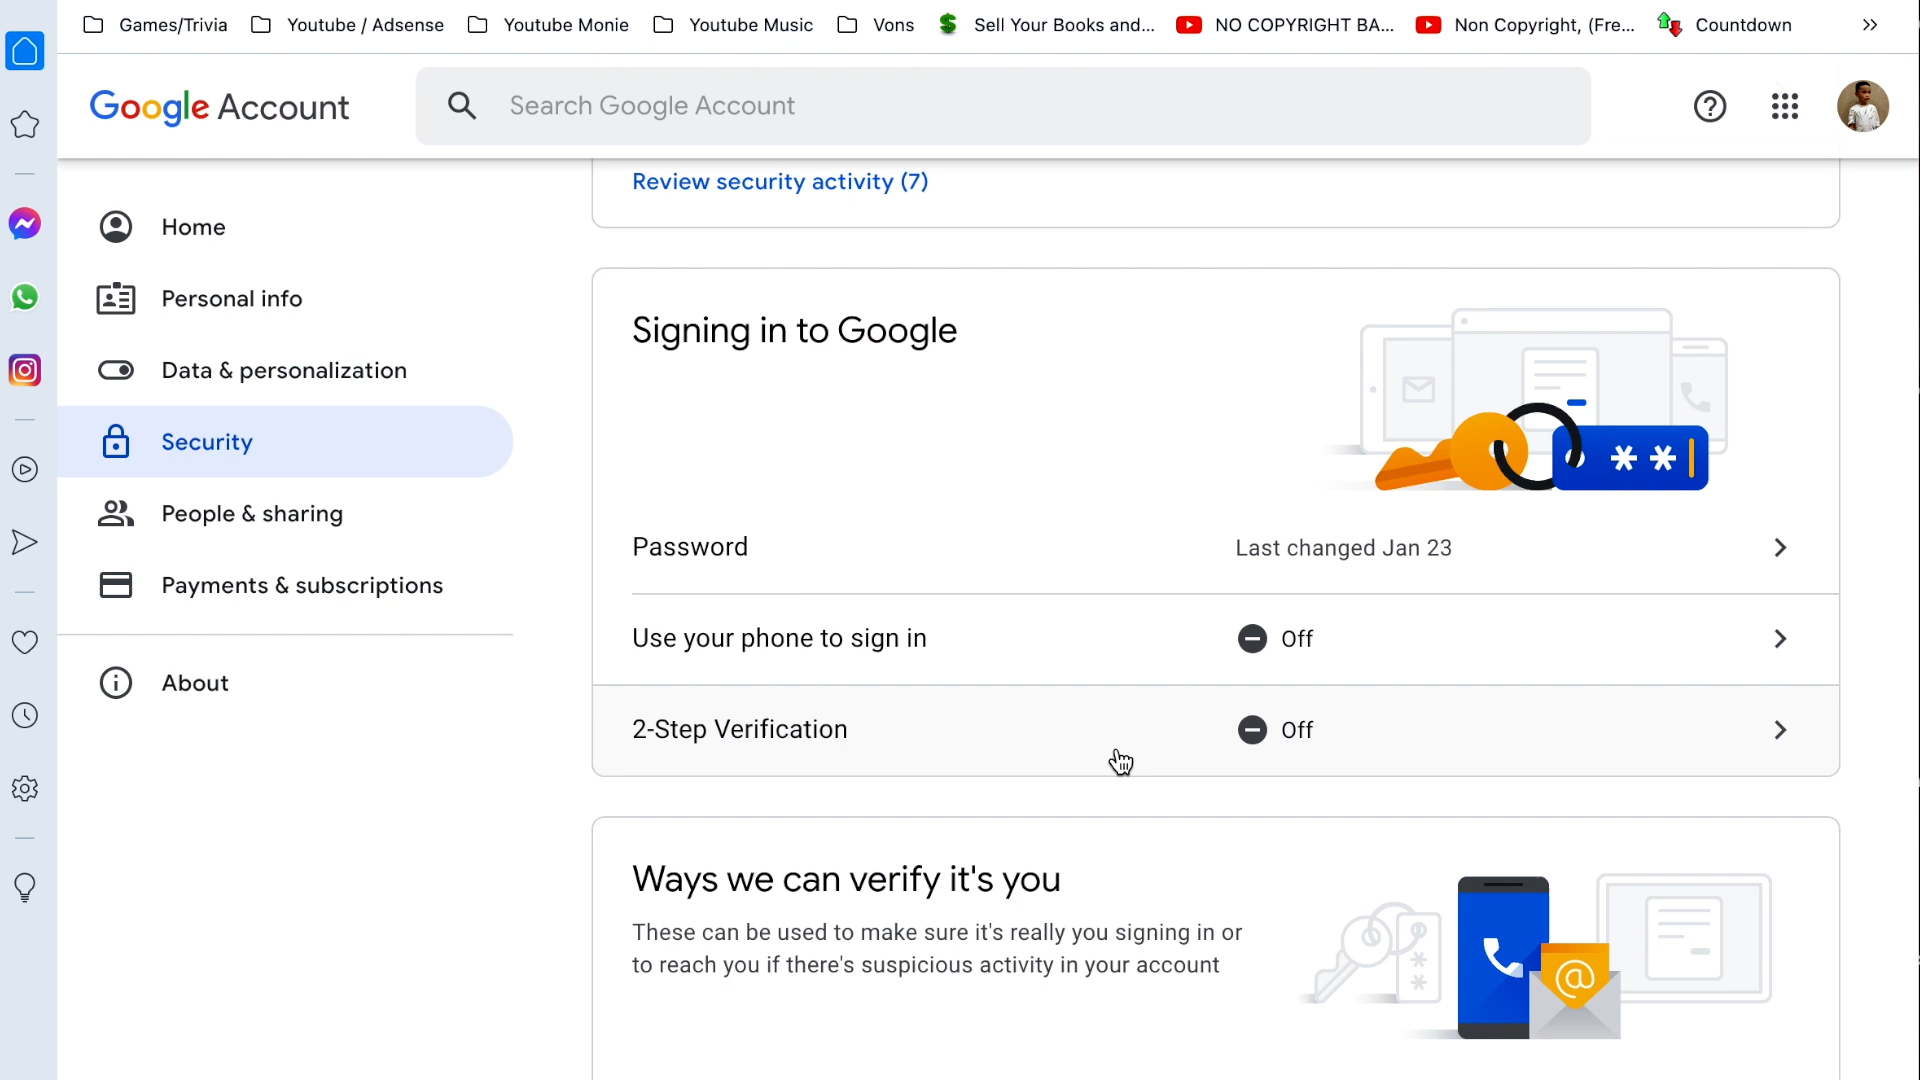 Games/Trivia Youtube / Adsense Youtube Monie Youtube Music Vons Sell Your Books and... NO COPYRIGHT BA... Non Copyright, (Fre... Countdown »
Google Account Search Google Account
Review security activity (7)
Home
Personal info
Data & personalization
Security
People & sharing
Payments & subscriptions
About
Signing in to Google
**
Password Last changed Jan 23
Use your phone to sign in Off
2-Step Verification Off
Ways we can verify it's you
These can be used to make sure it's really you signing in or
to reach you if there's suspicious activity in your account
**
@